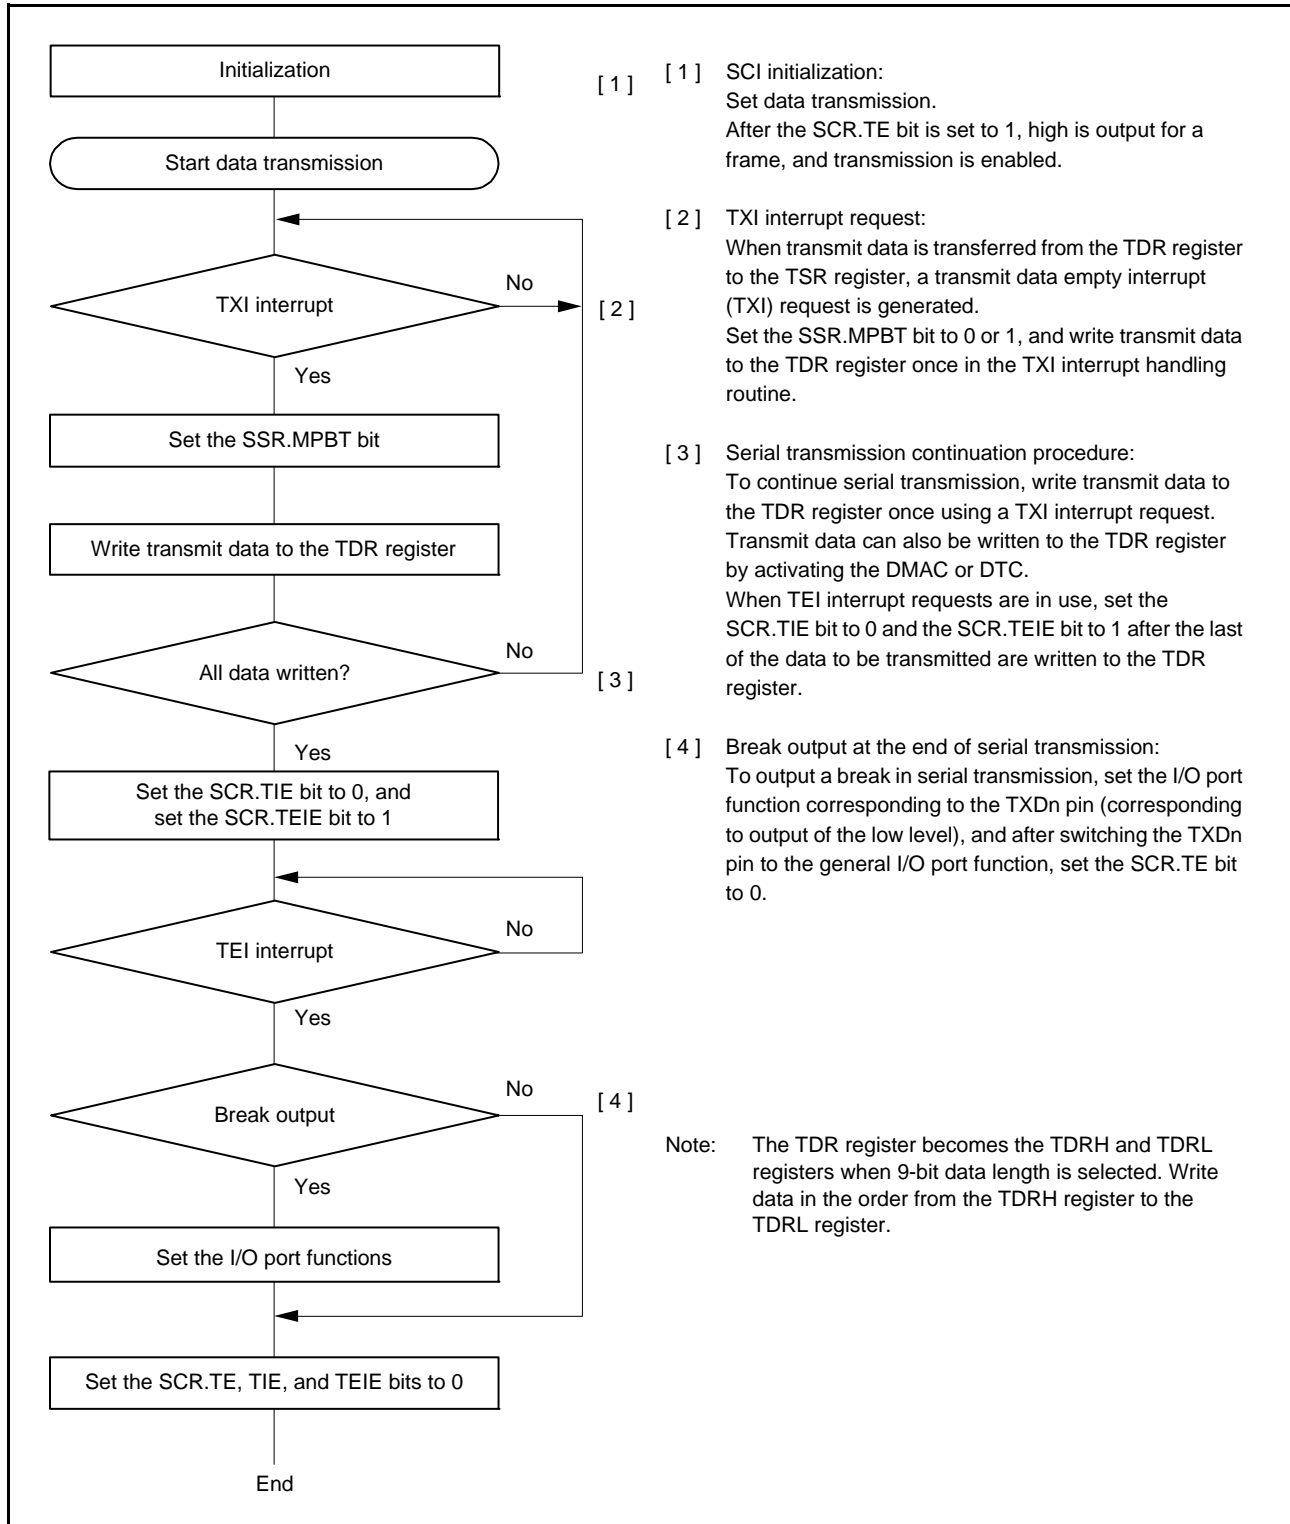 Initialization
[ 1 ]
Start data transmission
TXI interrupt
No
[ 2 ]
Yes
Set the SSR.MPBT bit
Write transmit data to the TDR register
All data written?
No
[ 3 ]
Yes
Set the SCR.TIE bit to 0, and
set the SCR.TEIE bit to 1
TEI interrupt
No
Yes
Break output
No
[ 4 ]
Yes
Set the I/O port functions
Set the SCR.TE, TIE, and TEIE bits to 0
End
[ 1 ] SCI initialization:
Set data transmission.
After the SCR.TE bit is set to 1, high is output for a
frame, and transmission is enabled.
[ 2 ] TXI interrupt request:
When transmit data is transferred from the TDR register
to the TSR register, a transmit data empty interrupt
(TXI) request is generated.
Set the SSR.MPBT bit to 0 or 1, and write transmit data
to the TDR register once in the TXI interrupt handling
routine.
[ 3 ] Serial transmission continuation procedure:
To continue serial transmission, write transmit data to
the TDR register once using a TXI interrupt request.
Transmit data can also be written to the TDR register
by activating the DMAC or DTC.
When TEI interrupt requests are in use, set the
SCR.TIE bit to 0 and the SCR.TEIE bit to 1 after the last
of the data to be transmitted are written to the TDR
register.
[ 4 ] Break output at the end of serial transmission:
To output a break in serial transmission, set the I/O port
function corresponding to the TXDn pin (corresponding
to output of the low level), and after switching the TXDn
pin to the general I/O port function, set the SCR.TE bit
to 0.
Note: The TDR register becomes the TDRH and TDRL
registers when 9-bit data length is selected. Write
data in the order from the TDRH register to the
TDRL register.